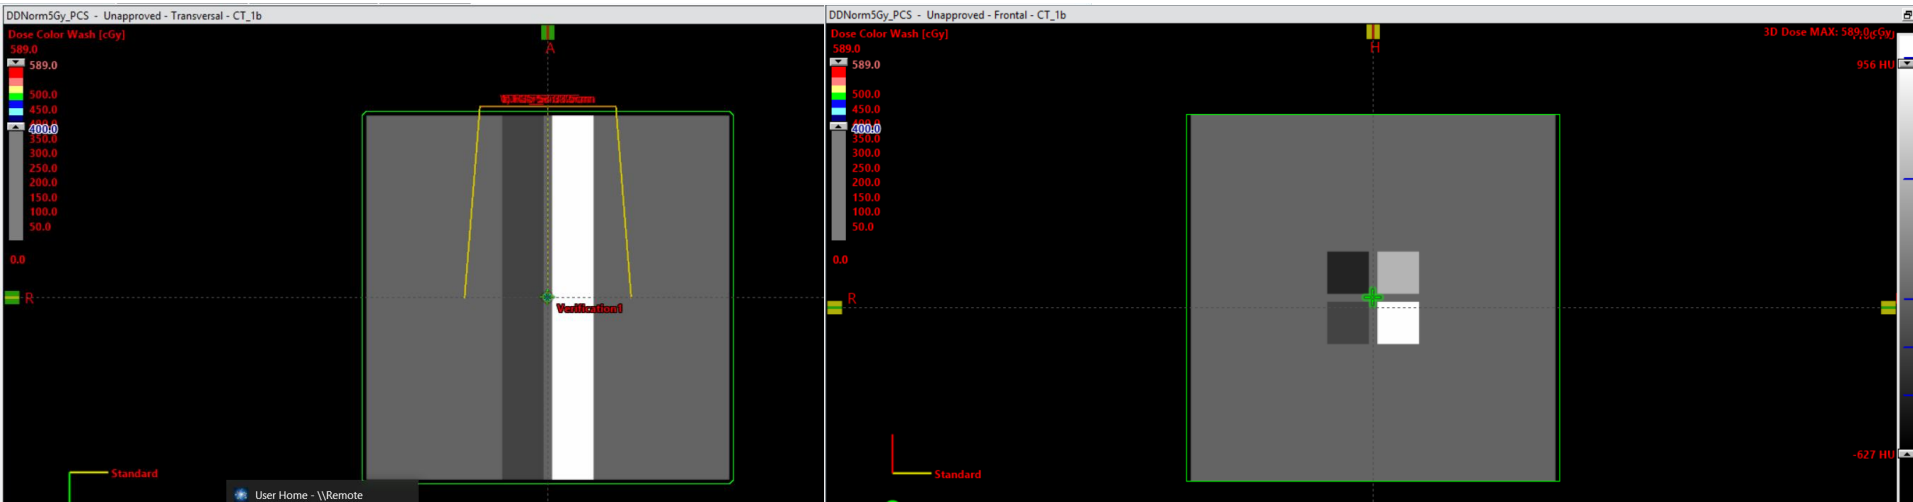 DDNorm5Gy_PCS - Unapproved - Transversal - CT_1b
Dose Color Wash [cGy]
589.0
589.0
500.0
450.0
400.0
350.0
300.0
250.0
200.0
150.0
100.0
50.0
0.0
A
R
Verification1
Standard
User Home - \\Remote
DDNorm5Gy_PCS - Unapproved - Frontal - CT_1b
Dose Color Wash [cGy]
589.0
589.0
500.0
450.0
400.0
350.0
300.0
250.0
200.0
150.0
100.0
50.0
0.0
H
R
3D Dose MAX: 589.0 cGy
956 HU
-627 HU
Standard